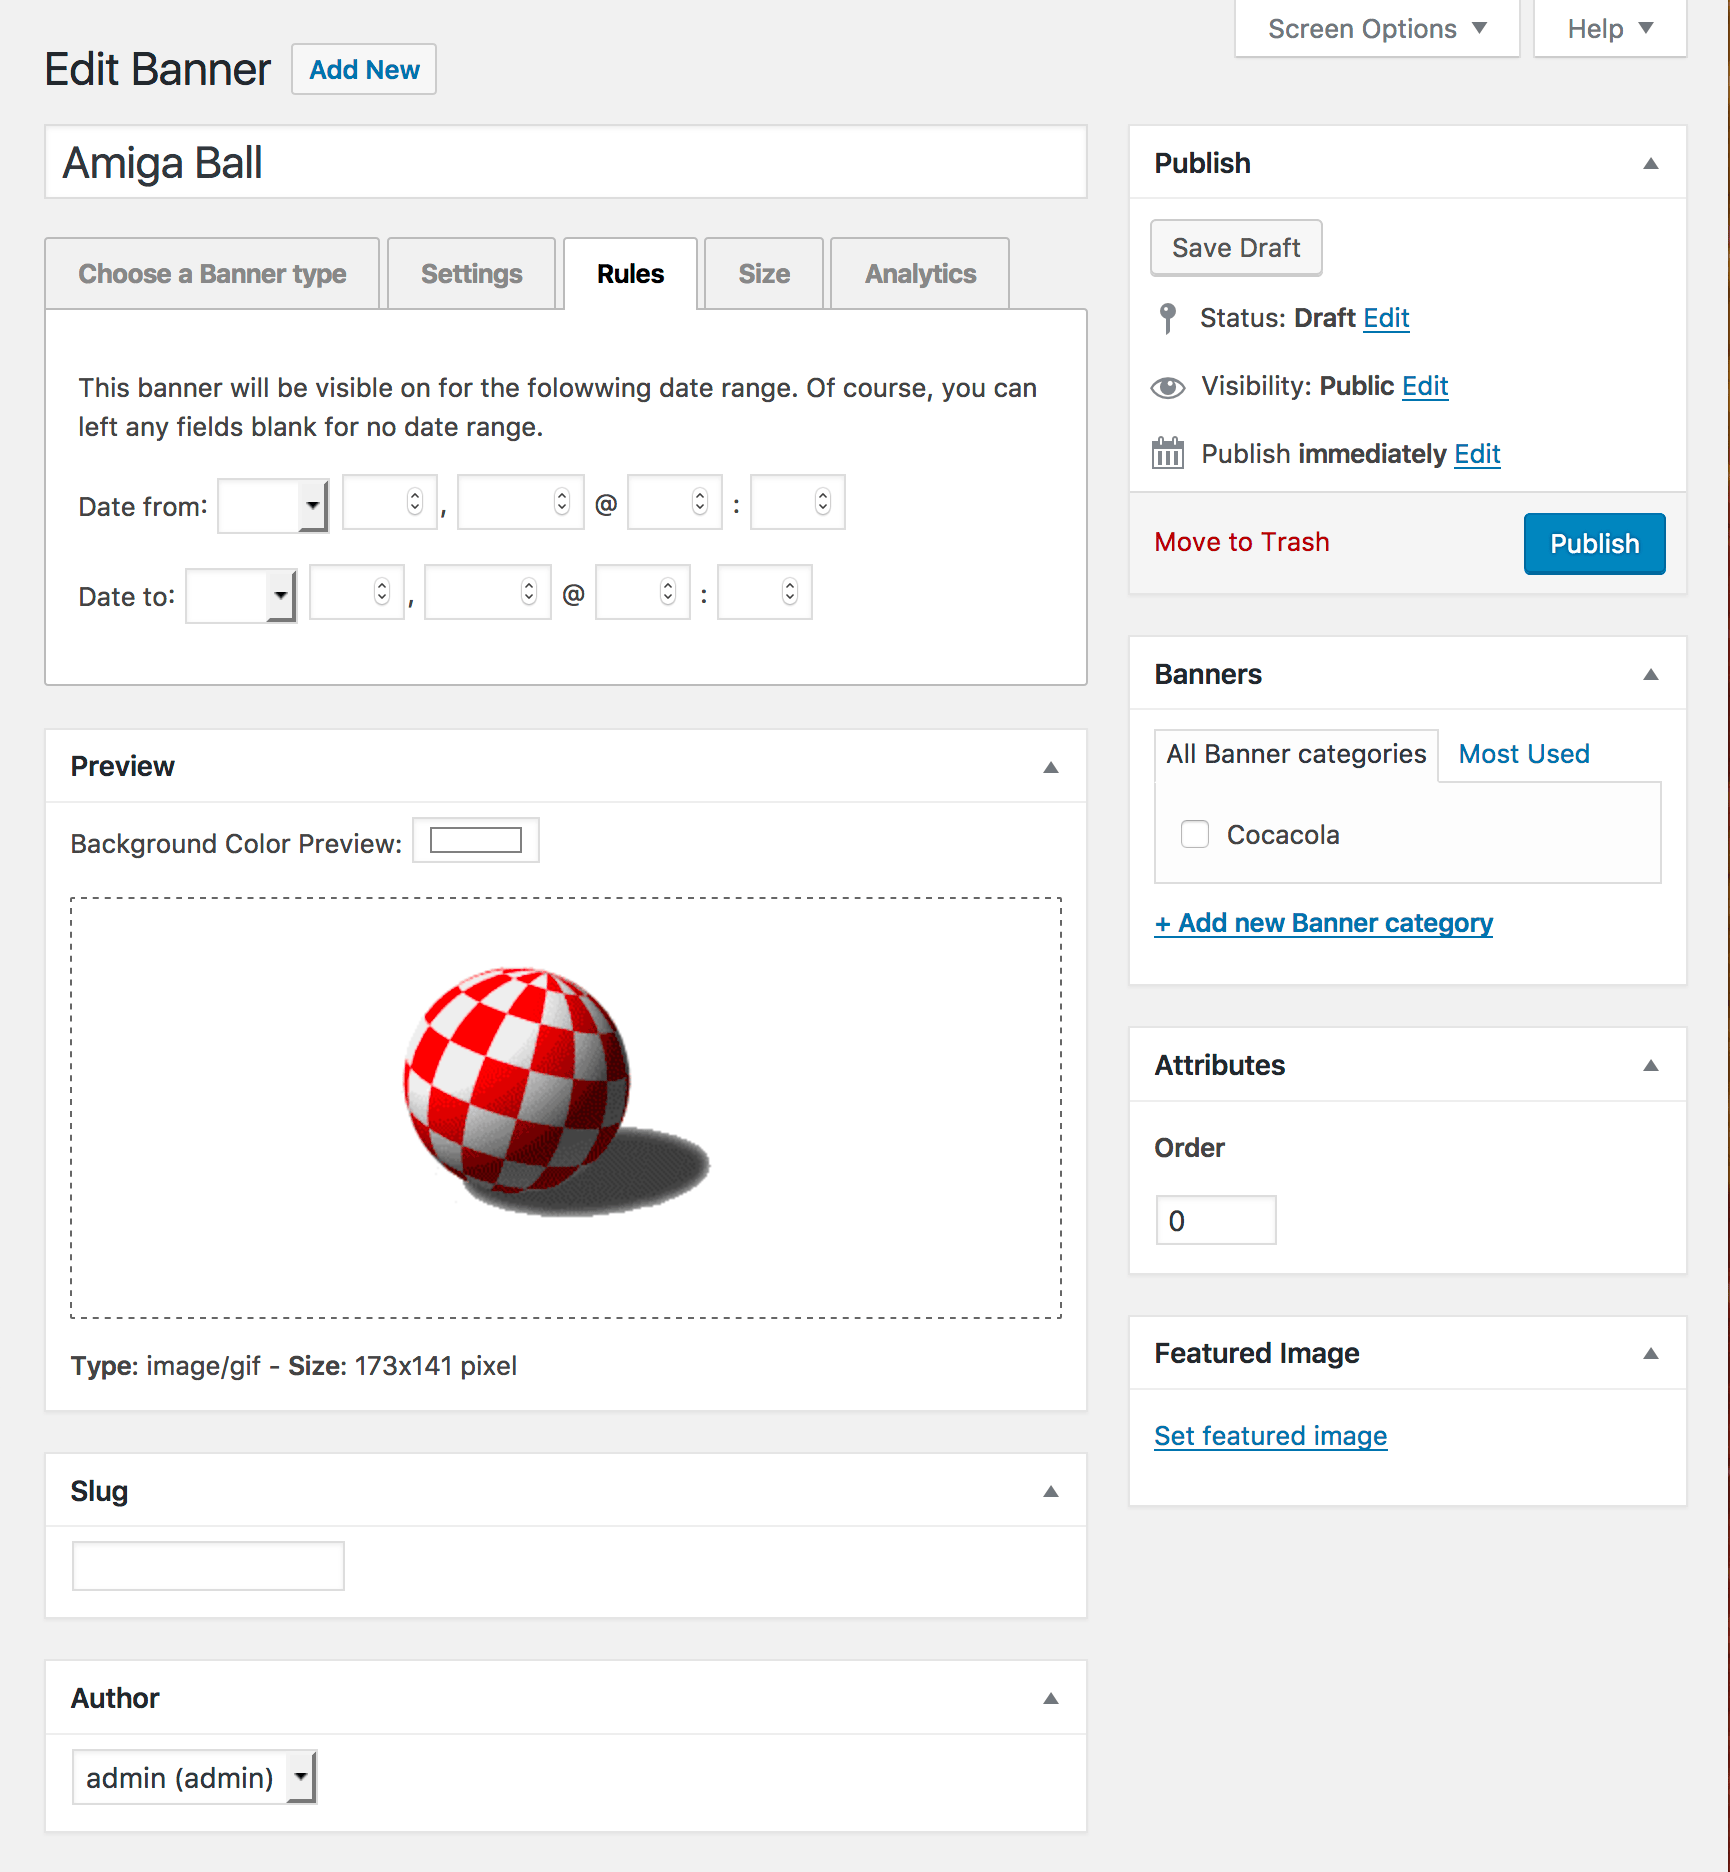 Screen Options
Help
Edit Banner
Add New
Amiga Ball
Choose a Banner type
Settings
Rules
Size
Analytics
This banner will be visible on for the folowwing date range. Of course, you can
left any fields blank for no date range.
Date from: , @ :
Date to: , @ :
Preview
Background Color Preview:
Type: image/gif - Size: 173x141 pixel
Slug
Author
admin (admin)
Publish
Save Draft
Status: Draft Edit
Visibility: Public Edit
Publish immediately Edit
Move to Trash
Publish
Banners
All Banner categories
Most Used
Cocacola
+ Add new Banner category
Attributes
Order
0
Featured Image
Set featured image